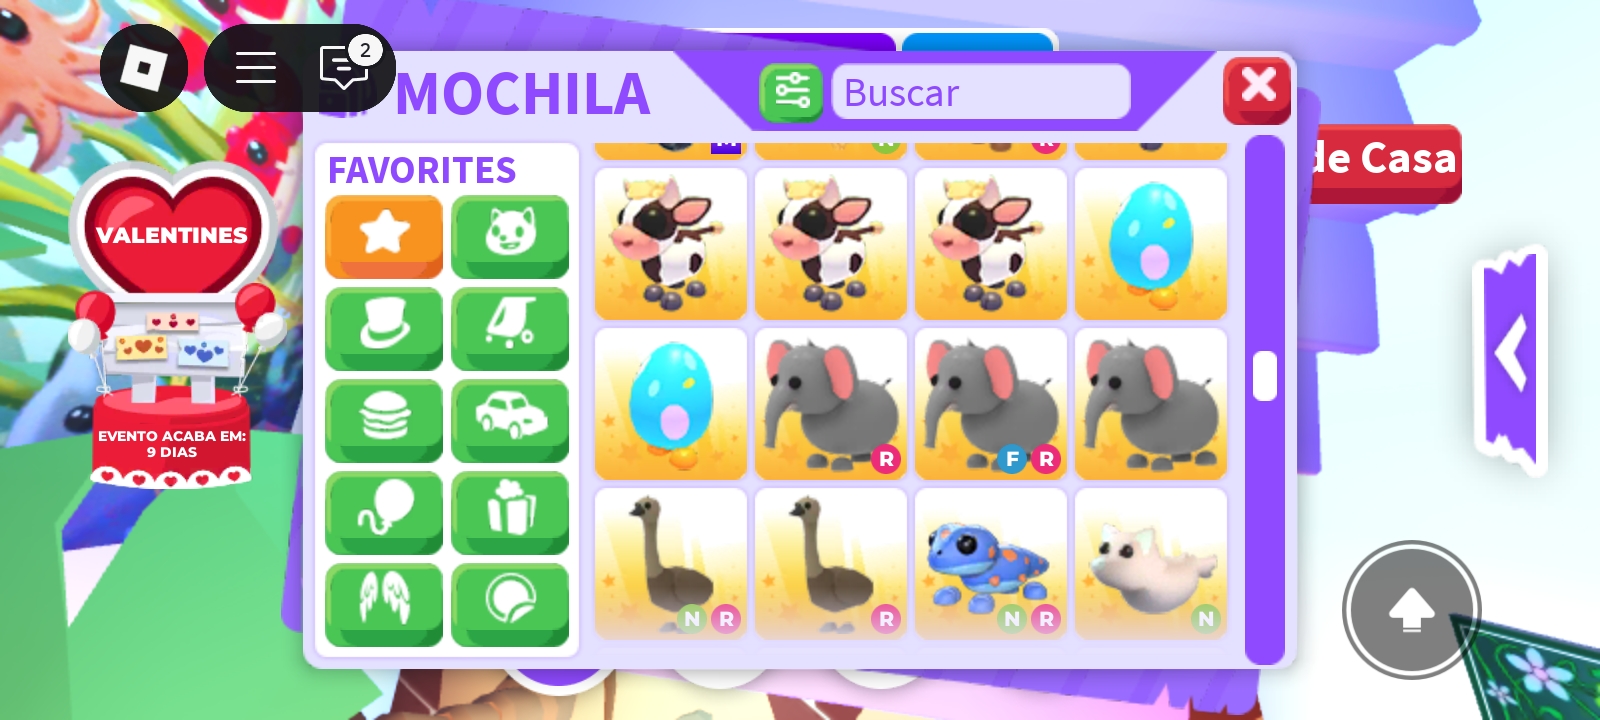 2
MOCHILA
Buscar
FAVORITES
M
N
R
de Casa
VALENTINES
EVENTO ACABA EM:
9 DIAS
R
F R
N R
R
N R
N